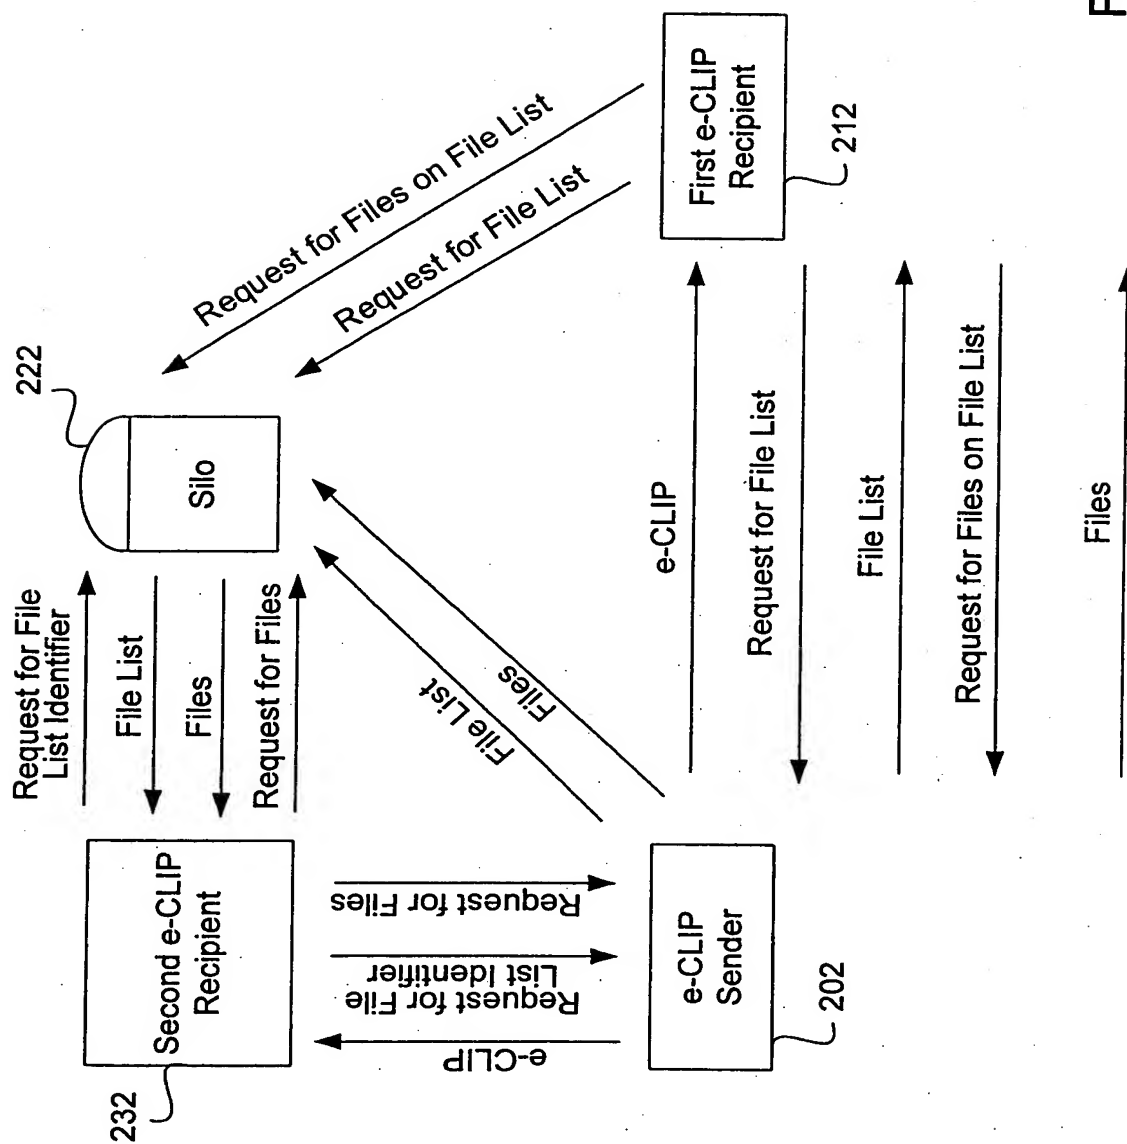 222
Silo
Request for File
List Identifier
File List
Files
Request for Files
Second e-CLIP
Recipient
232
Request for Files on File List
Request for File List
First e-CLIP
Recipient
212
File List
Files
Request for Files
Request for File
List Identifier
e-CLIP
e-CLIP
Sender
202
e-CLIP
Request for File List
File List
Request for Files on File List
Files
F